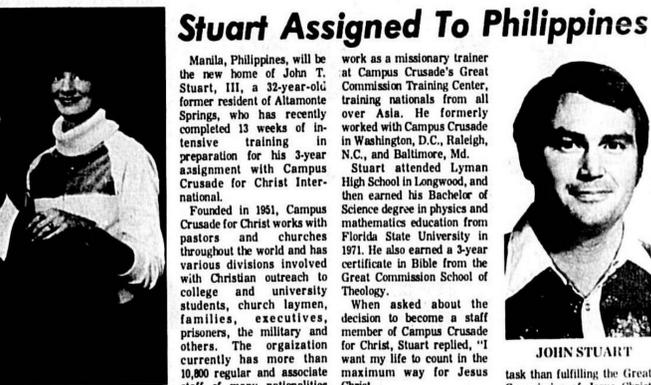 Stuart Assigned To Philippines
Manila, Philippines, will be
the new home of John T.
Stuart, III, a 32-year-old
former resident of Altamonte
Springs, who has recently
completed 13 weeks of in-
tensive training in
preparation for his 3-year
assignment with Campus
Crusade for Christ Inter-
national.
Founded in 1951, Campus
Crusade for Christ works with
pastors and churches
throughout the world and has
various divisions involved
with Christian outreach to
college and university
students, church laymen,
families, executives,
prisoners, the military and
others. The orgaization
currently has more than
10,800 regular and associate
staff of many nationalities
work as a missionary trainer
at Campus Crusade's Great
Commission Training Center,
training nationals from all
over Asia. He formerly
worked with Campus Crusade
in Washington, D.C., Raleigh,
N.C., and Baltimore, Md.
Stuart attended Lyman
High School in Longwood, and
then earned his Bachelor of
Science degree in physics and
mathematics education from
Florida State University in
1971. He also earned a 3-year
certificate in Bible from the
Great Commission School of
Theology.
When asked about the
decision to become a staff
member of Campus Crusade
for Christ, Stuart replied, "I
want my life to count in the
maximum way for Jesus
Christ
JOHN STUART
task than fulfilling the Great